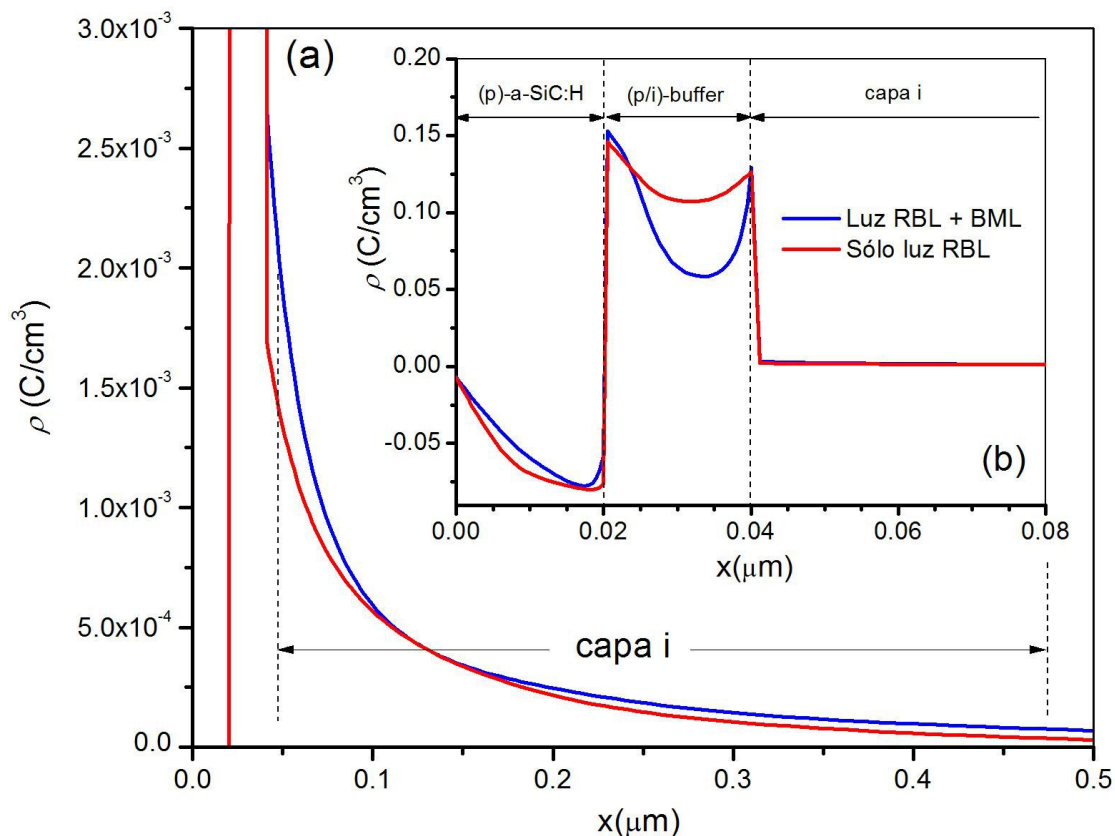 (a)
3.0x10⁻³
2.5x10⁻³
2.0x10⁻³
1.5x10⁻³
1.0x10⁻³
5.0x10⁻⁴
0.0
ρ (C/cm³)
0.0 0.1 0.2 0.3 0.4 0.5
x(μm)
capa i
0.20
0.15
0.10
0.05
0.00
-0.05
ρ (C/cm³)
(p)-a-SiC:H (p/i)-buffer capa i
Luz RBL + BML
Sólo luz RBL
(b)
0.00 0.02 0.04 0.06 0.08
x(μm)